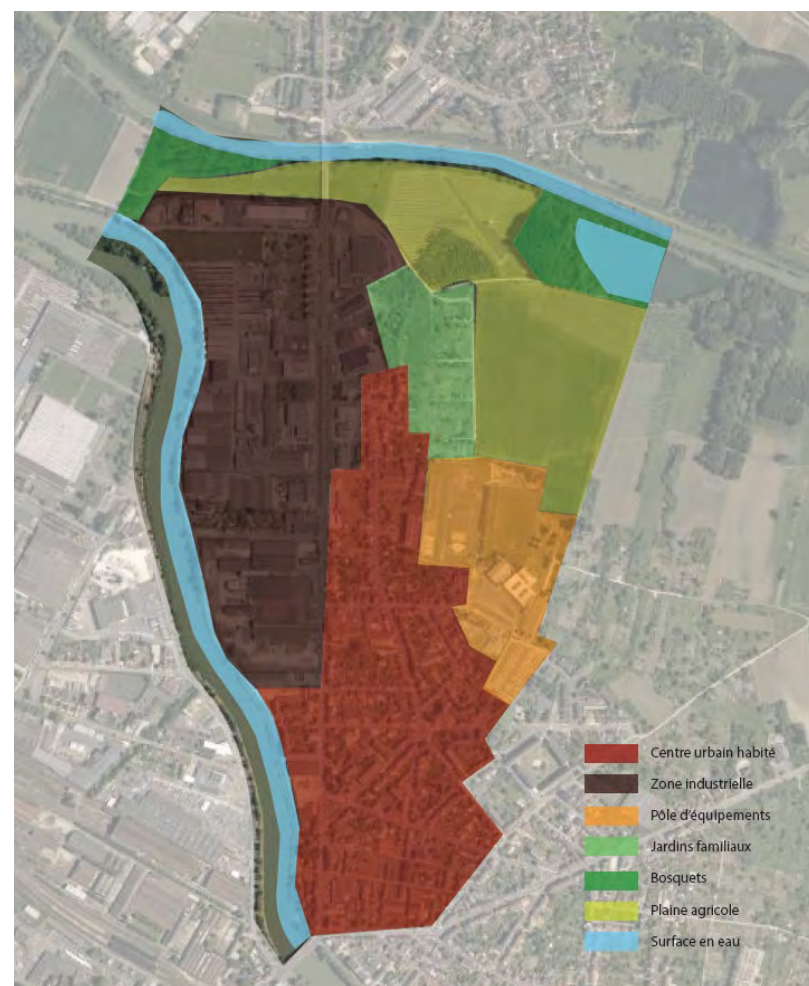 Centre urbain habité
Zone industrielle
Pôle d'équipements
Jardins familiaux
Bosquets
Plaine agricole
Surface en eau